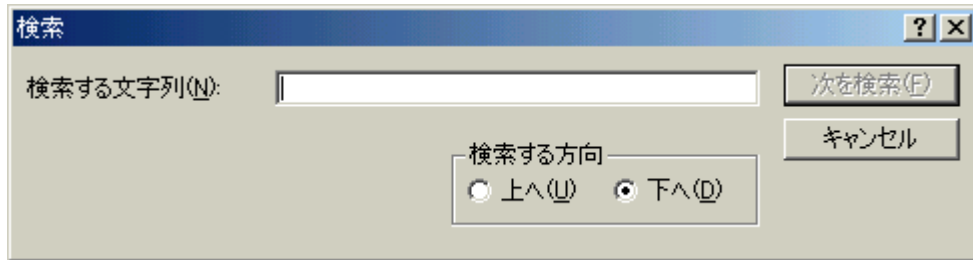 検索
検索する文字列(N):
次を検索(F)
キャンセル
検索する方向
上へ(U) 下へ(D)